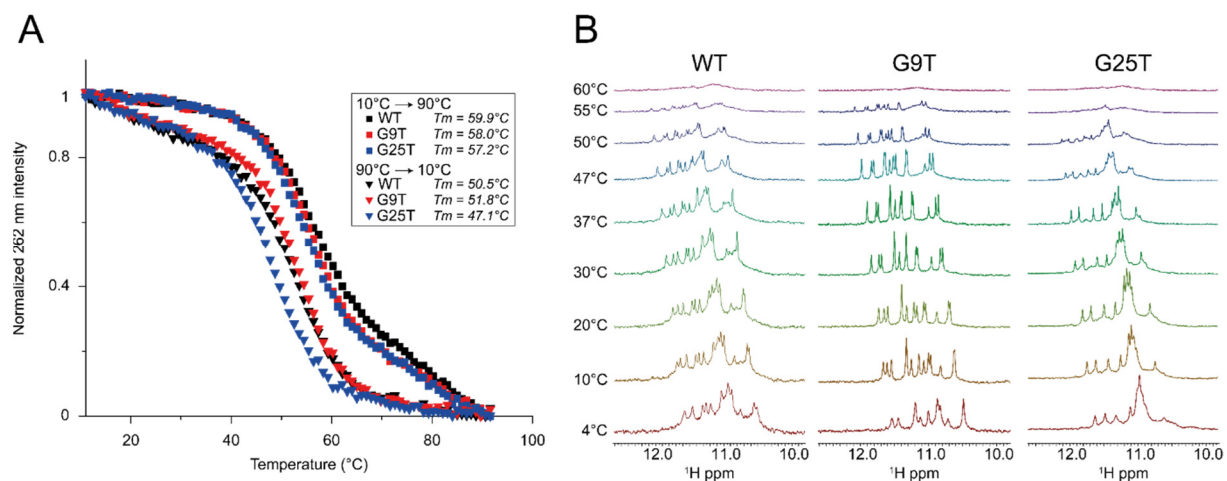 A
Normalized 262 nm intensity
1
0.8
0.4
0
20
40
60
80
100
Temperature (°C)
10°C → 90°C
WT Tm = 59.9°C
G9T Tm = 58.0°C
G25T Tm = 57.2°C
90°C → 10°C
WT Tm = 50.5°C
G9T Tm = 51.8°C
G25T Tm = 47.1°C
B
WT G9T G25T
60°C
55°C
50°C
47°C
37°C
30°C
20°C
10°C
4°C
12.0 11.0 10.0 12.0 11.0 10.0 12.0 11.0 10.0
¹H ppm ¹H ppm ¹H ppm